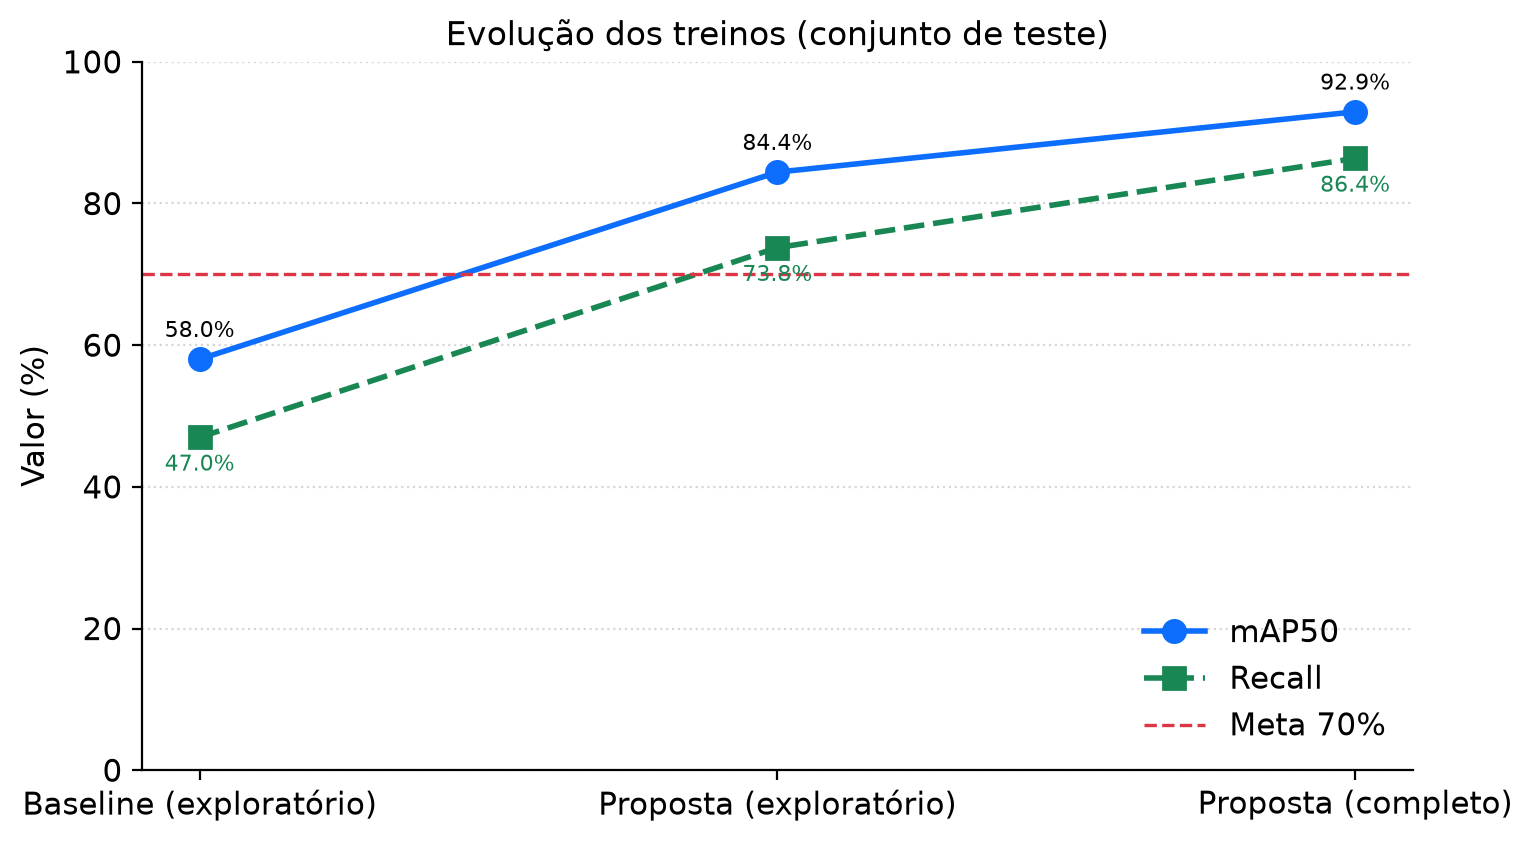 Evolução dos treinos (conjunto de teste)
Valor (%)
100
80
60
40
20
0
92.9%
84.4%
86.4%
73.8%
58.0%
47.0%
mAP50
Recall
Meta 70%
Baseline (exploratório)
Proposta (exploratório)
Proposta (completo)